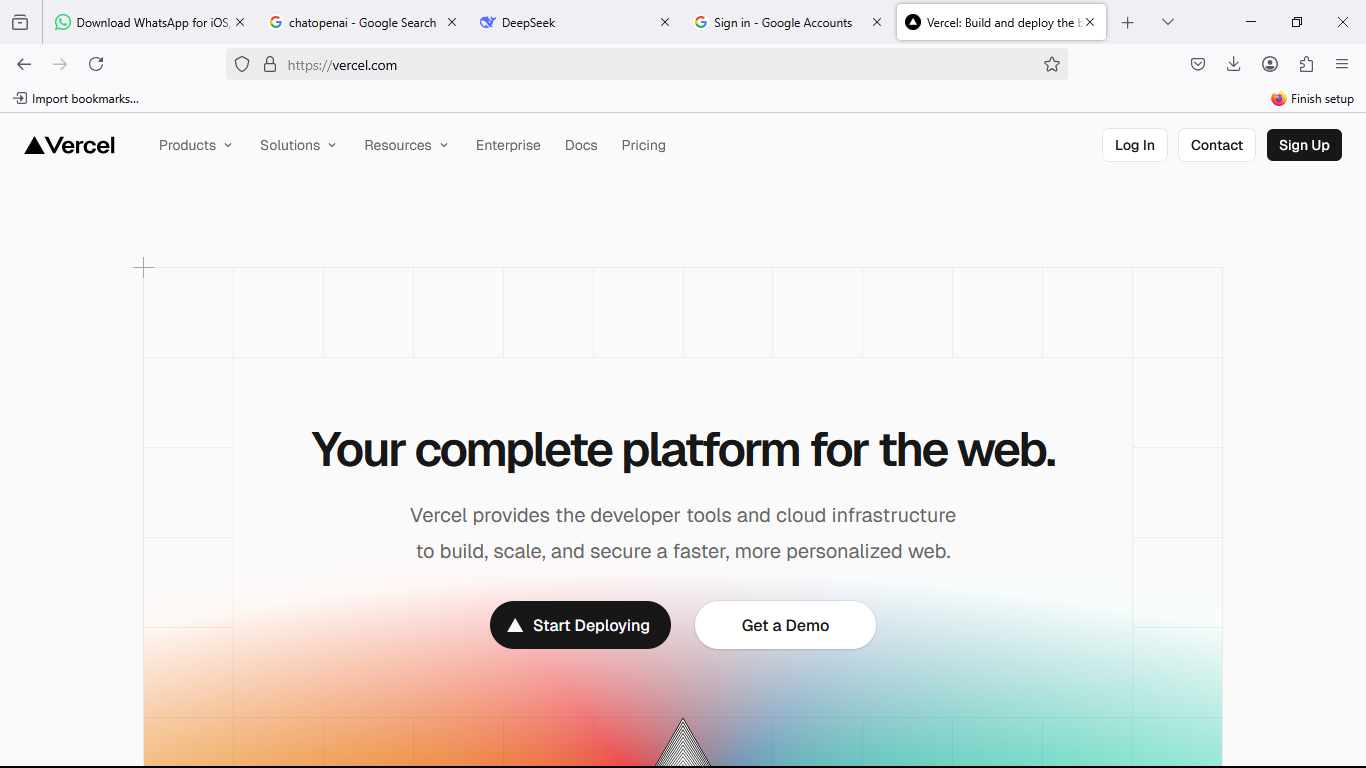 Download WhatsApp for iOS,
chatopenai - Google Search
DeepSeek
Sign in - Google Accounts
Vercel: Build and deploy the b
https://vercel.com
Import bookmarks...
Finish setup
Vercel
Products
Solutions
Resources
Enterprise
Docs
Pricing
Log In
Contact
Sign Up
Your complete platform for the web.
Vercel provides the developer tools and cloud infrastructure
to build, scale, and secure a faster, more personalized web.
Start Deploying
Get a Demo